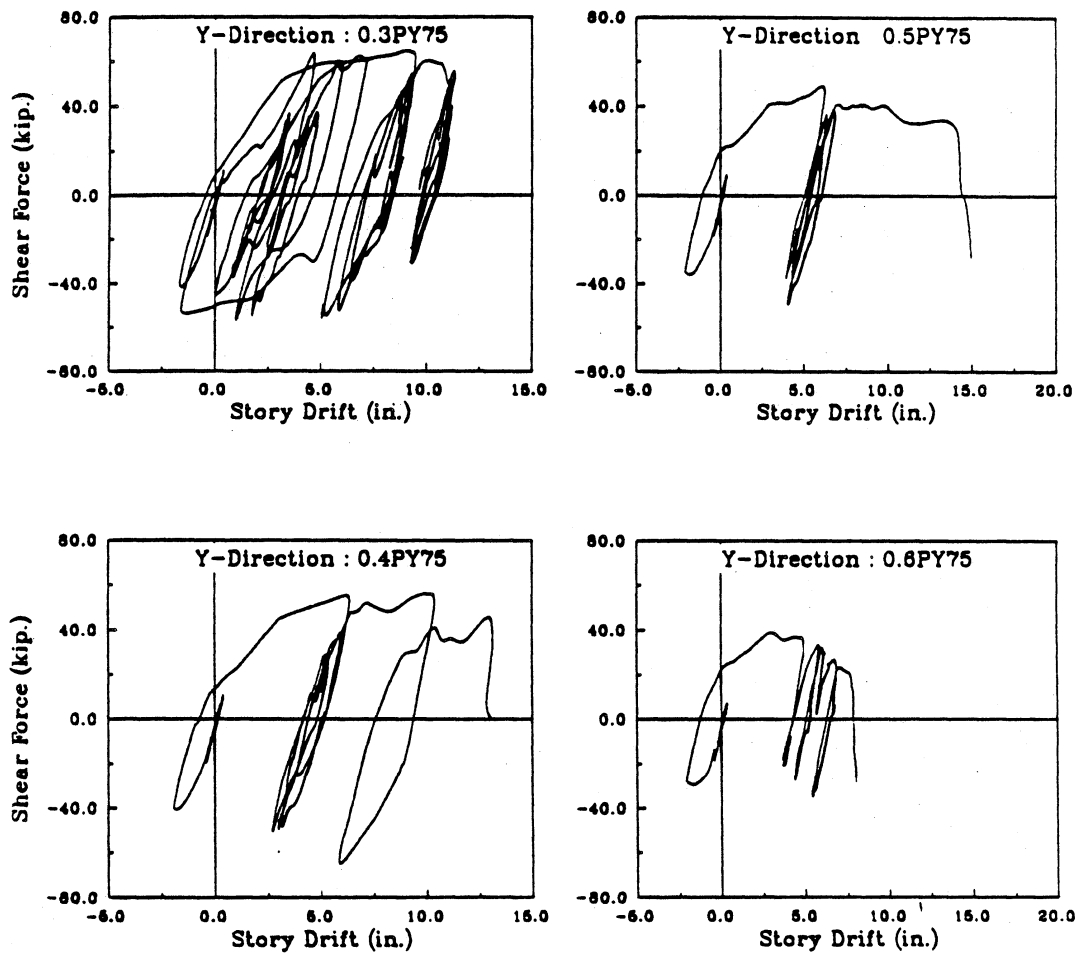 Y-Direction : 0.3PY75
80.0
40.0
0.0
-40.0
-80.0
-5.0 0.0 5.0 10.0 15.0
Shear Force (kip.)
Story Drift (in.)
Y-Direction 0.5PY75
80.0
40.0
0.0
-40.0
-80.0
-5.0 0.0 5.0 10.0 15.0 20.0
Story Drift (in.)
Y-Direction : 0.4PY75
80.0
40.0
0.0
-40.0
-80.0
-5.0 0.0 5.0 10.0 15.0
Shear Force (kip.)
Story Drift (in.)
Y-Direction : 0.6PY75
80.0
40.0
0.0
-40.0
-80.0
-5.0 0.0 5.0 10.0 15.0 20.0
Story Drift (in.)